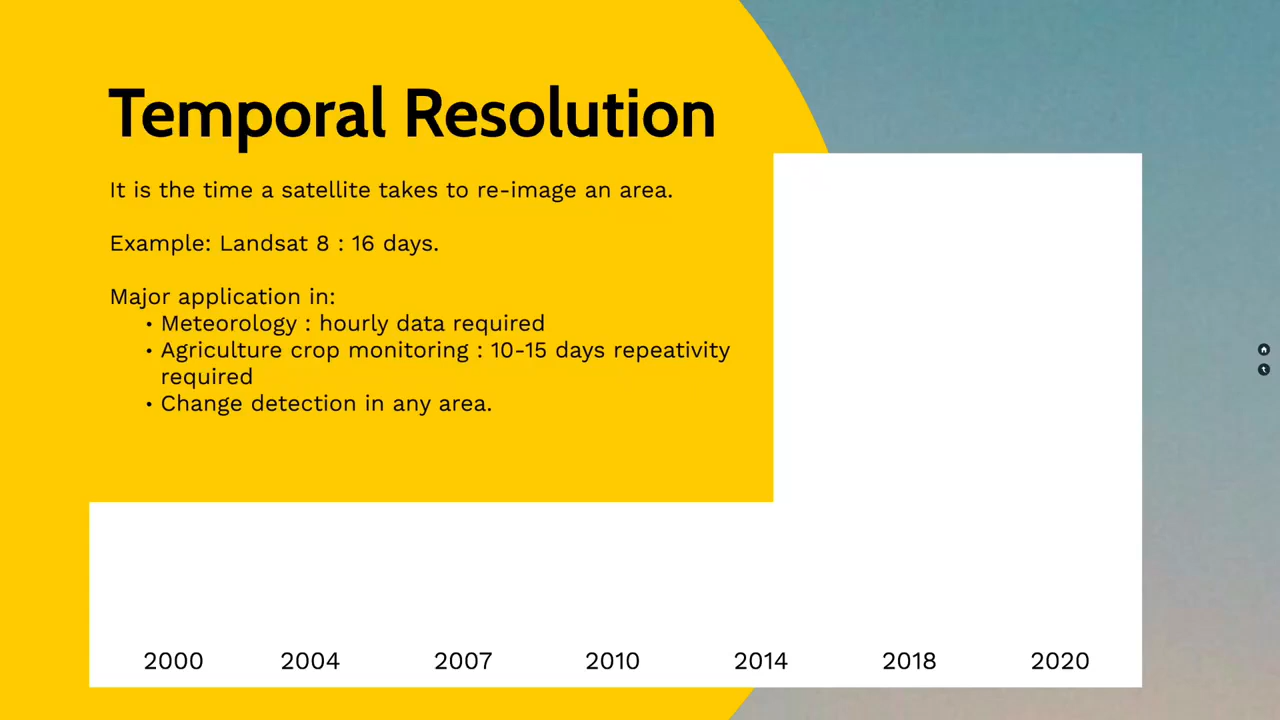 Temporal Resolution
It is the time a satellite takes to re-image an area.
Example: Landsat 8 : 16 days.
Major application in:
• Meteorology : hourly data required
• Agriculture crop monitoring : 10-15 days repeativity
required
• Change detection in any area.
2000 2004 2007 2010 2014 2018 2020